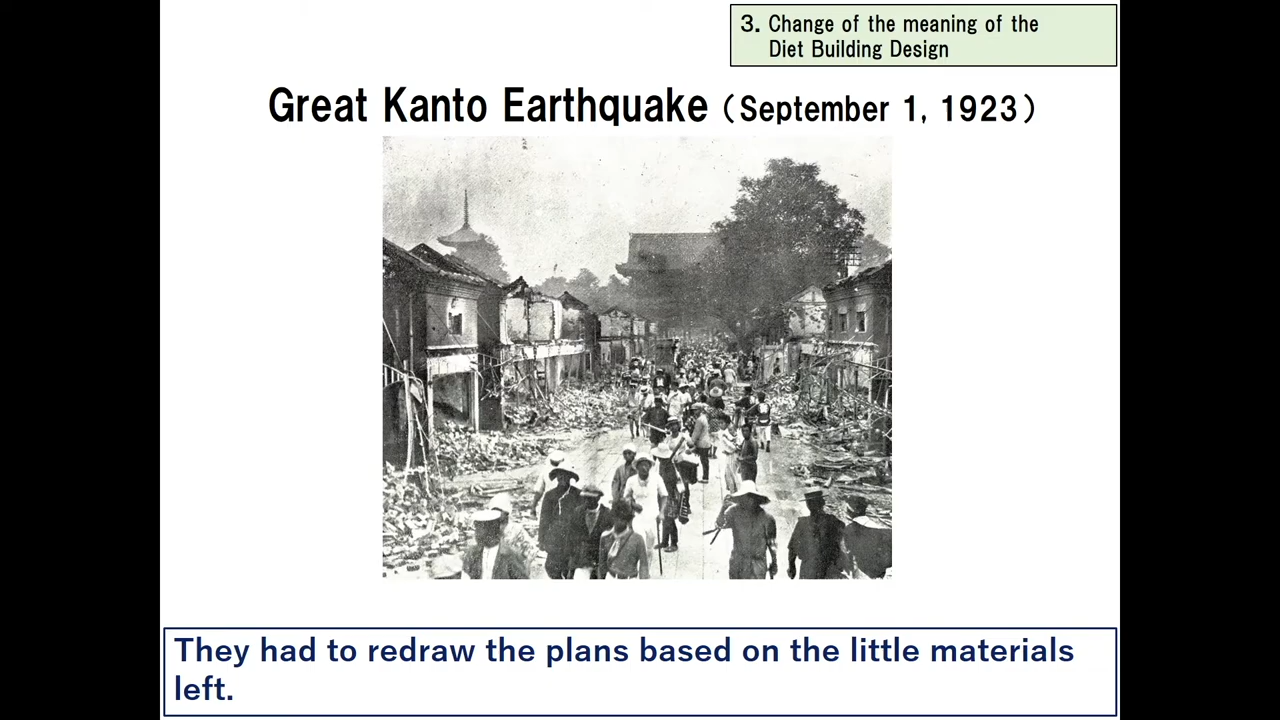 3. Change of the meaning of the
Diet Building Design
Great Kanto Earthquake（September 1, 1923）
They had to redraw the plans based on the little materials
left.